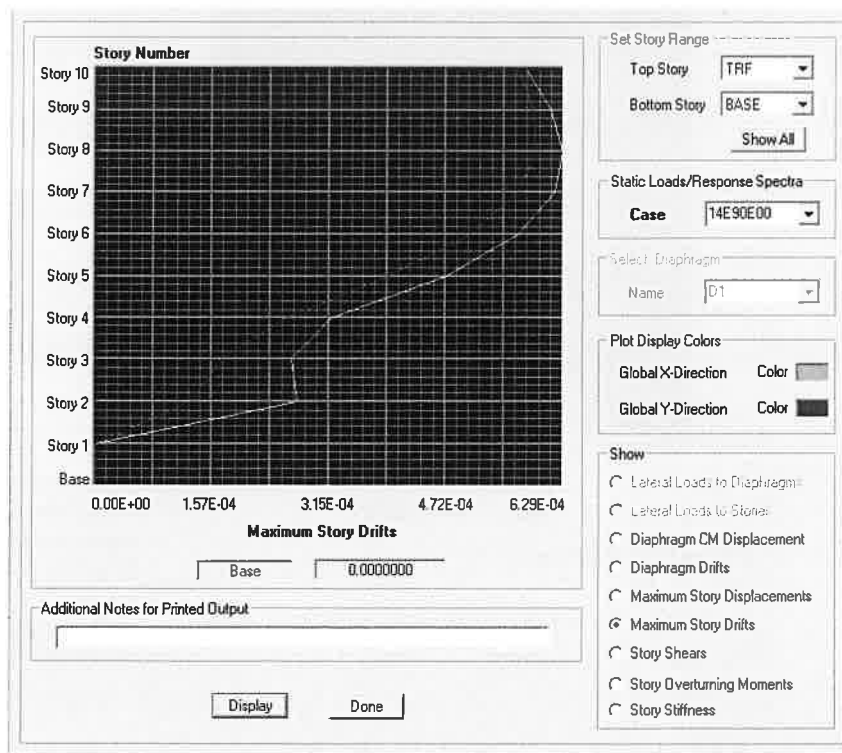 Story Number
Story 10
Story 9
Story 8
Story 7
Story 6
Story 5
Story 4
Story 3
Story 2
Story 1
Base
0.00E+00 1.57E-04 3.15E-04 4.72E-04 6.29E-04
Maximum Story Drifts
Base 0.0000000
Additional Notes for Printed Output
Display Done
Set Story Range
Top Story TRF
Bottom Story BASE
Show All
Static Loads/Response Spectra
Case 14E90E00
Select Diaphragm
Name D1
Plot Display Colors
Global X-Direction Color
Global Y-Direction Color
Show
Lateral Loads to Diaphragms
Lateral Loads to Stories
Diaphragm CM Displacement
Diaphragm Drifts
Maximum Story Displacements
Maximum Story Drifts
Story Shears
Story Overturning Moments
Story Stiffness